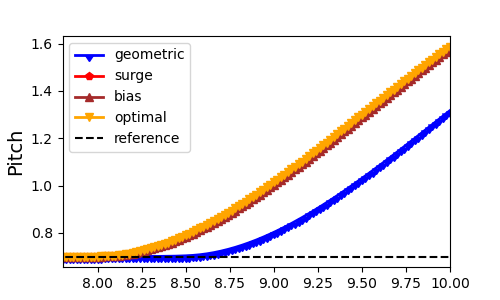 geometric
surge
bias
optimal
reference
Pitch
1.6
1.4
1.2
1.0
0.8
8.00 8.25 8.50 8.75 9.00 9.25 9.50 9.75 10.00